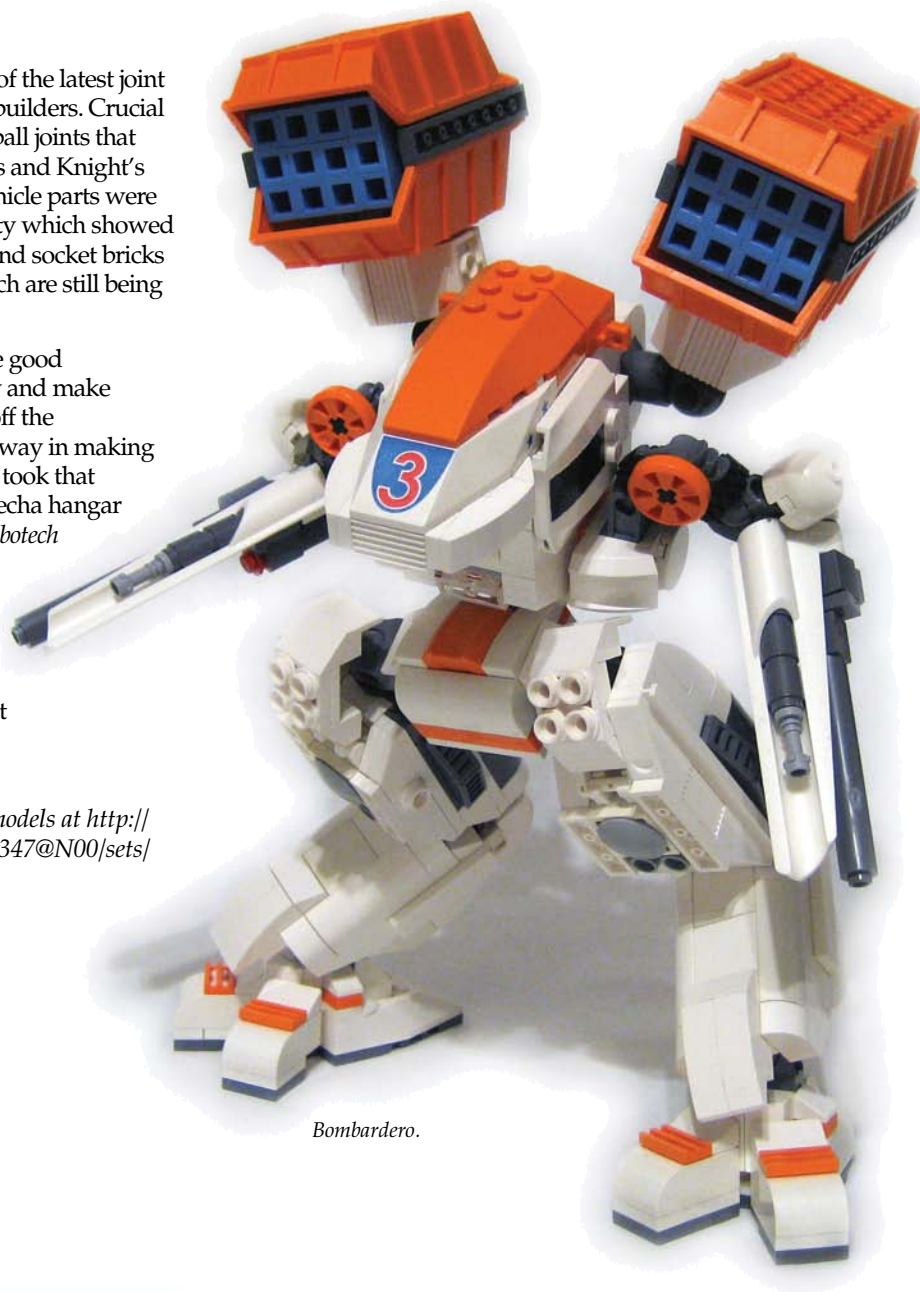 of the latest joint
builders. Crucial
ball joints that
s and Knight's
hicle parts were
ty which showed
nd socket bricks
ch are still being
e good
y and make
off the
way in making
took that
echa hangar
botech
t
models at http://
347@N00/sets/
3
Bombardero.